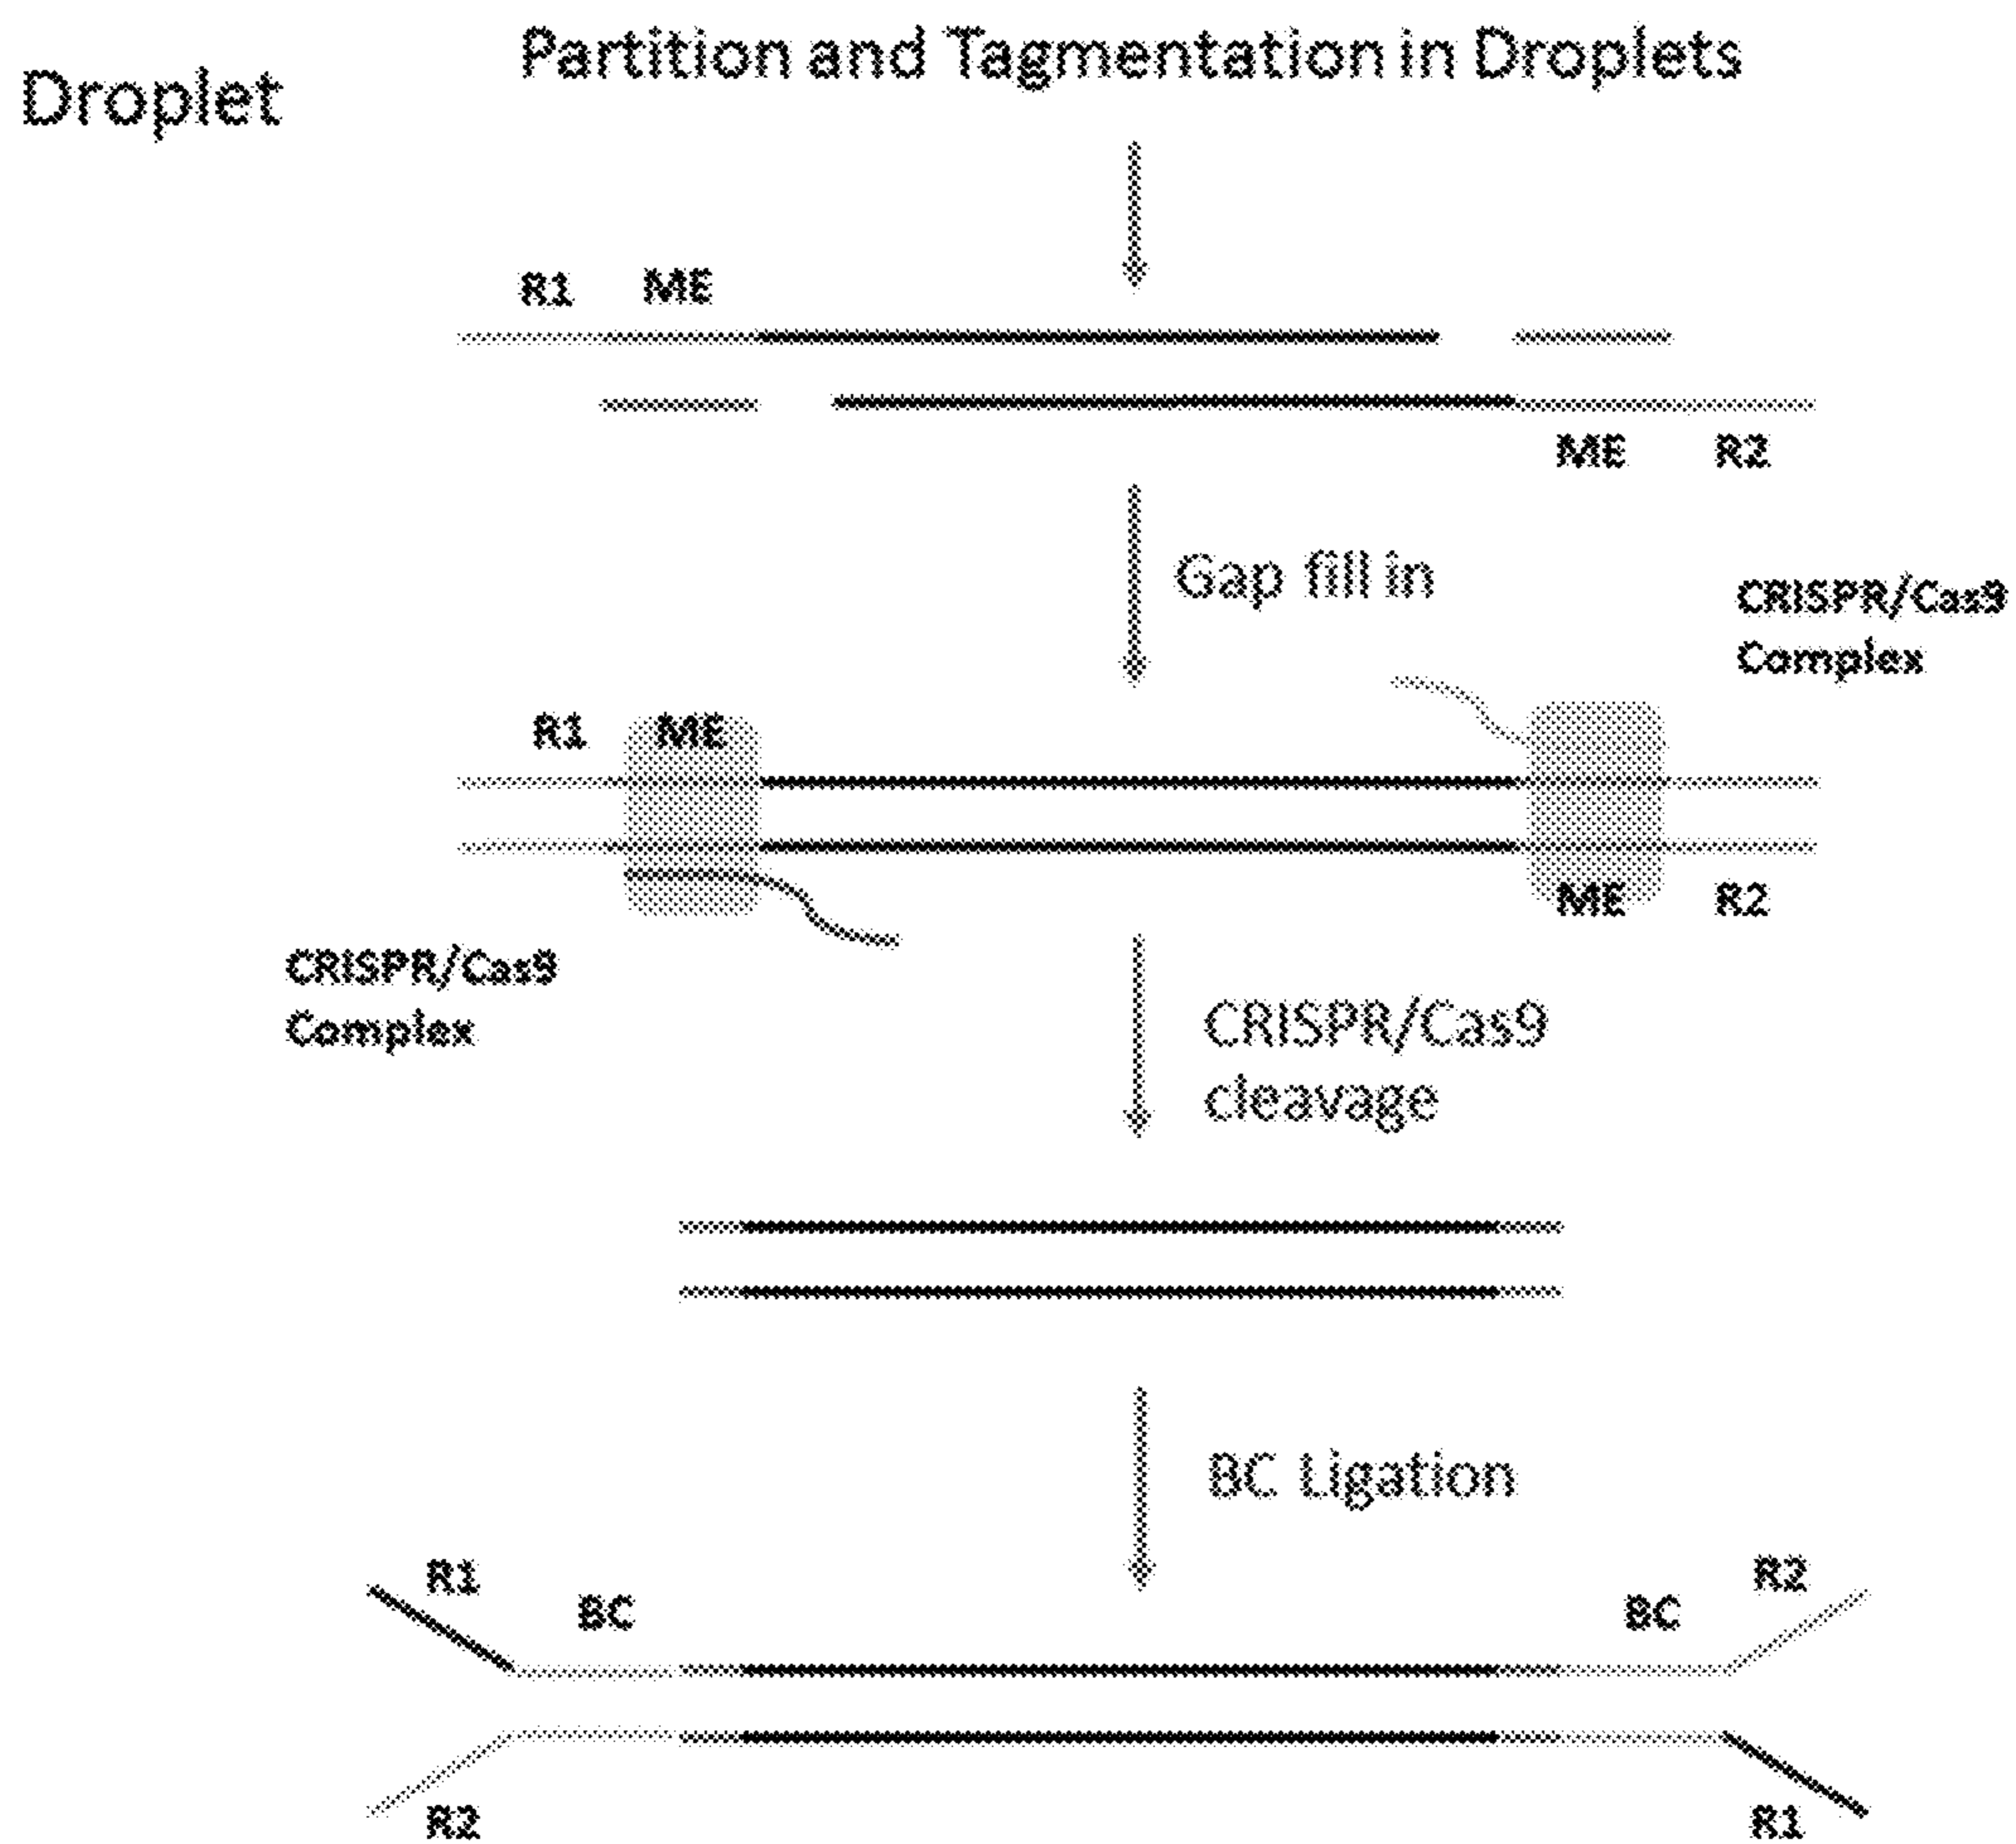 Partition and Tagmentation in Droplets
Droplet
R1 ME
ME R2
Gap fill in
CRISPR/Cas9
Complex
R1 ME
ME R2
CRISPR/Cas9
Complex
CRISPR/Cas9
cleavage
BC Ligation
R1 BC
BC R2
R2
R1